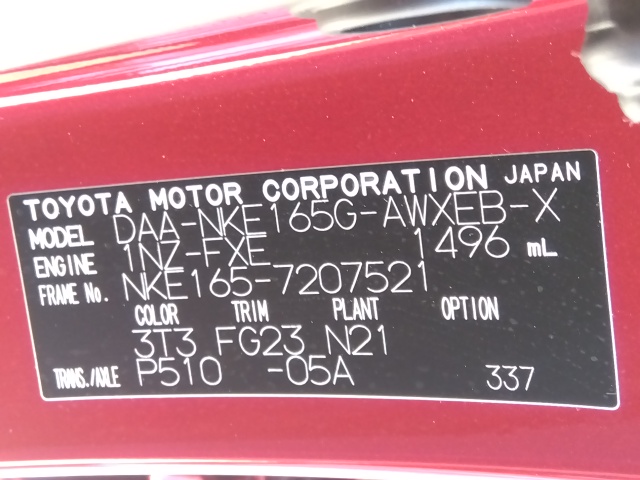 TOYOTA MOTOR CORPORATION JAPAN
MODEL DAA-NKE165G-AWXEB-X
ENGINE 1NZ-FXE 1496 mL
FRAME No. NKE165-7207521
COLOR TRIM PLANT OPTION
3T3 FG23 N21
TRANS./AXLE P510 -05A 337